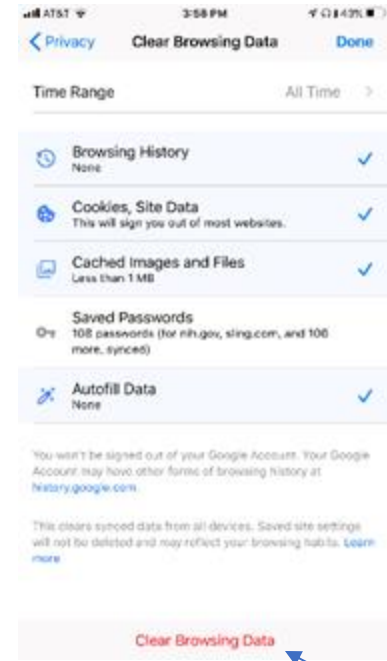 AT&T 3:58 PM 43%
Privacy Clear Browsing Data Done
Time Range All Time
Browsing History
None
Cookies, Site Data
This will sign you out of most websites.
Cached Images and Files
Less than 1 MB
Saved Passwords
108 passwords (for nih.gov, sling.com, and 106
more, synced)
Autofill Data
None
You won't be signed out of your Google Account. Your Google
Account may have other forms of browsing history at
history.google.com.
This clears synced data from all devices. Saved site settings
will not be deleted and may reflect your browsing habits. Learn
more
Clear Browsing Data